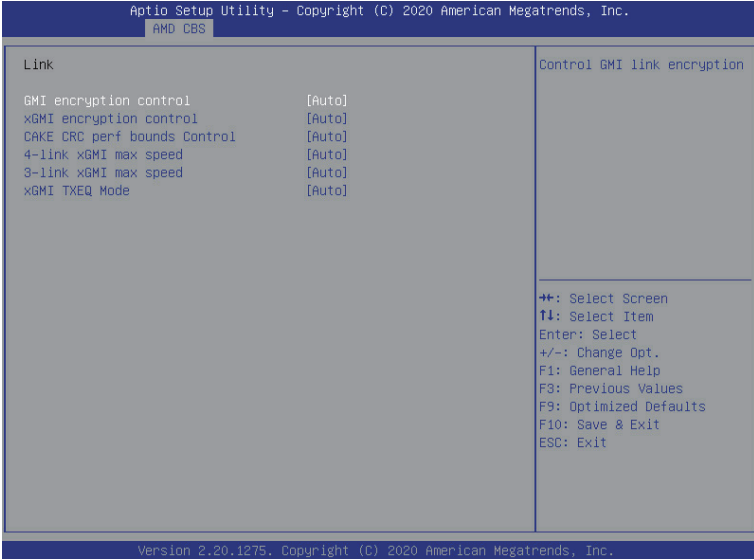 Aptio Setup Utility – Copyright (C) 2020 American Megatrends, Inc.
AMD CBS
Link
GMI encryption control [Auto]
xGMI encryption control [Auto]
CAKE CRC perf bounds Control [Auto]
4-link xGMI max speed [Auto]
3-link xGMI max speed [Auto]
xGMI TXEQ Mode [Auto]
Control GMI link encryption
→←: Select Screen
↑↓: Select Item
Enter: Select
+/-: Change Opt.
F1: General Help
F3: Previous Values
F9: Optimized Defaults
F10: Save & Exit
ESC: Exit
Version 2.20.1275. Copyright (C) 2020 American Megatrends, Inc.